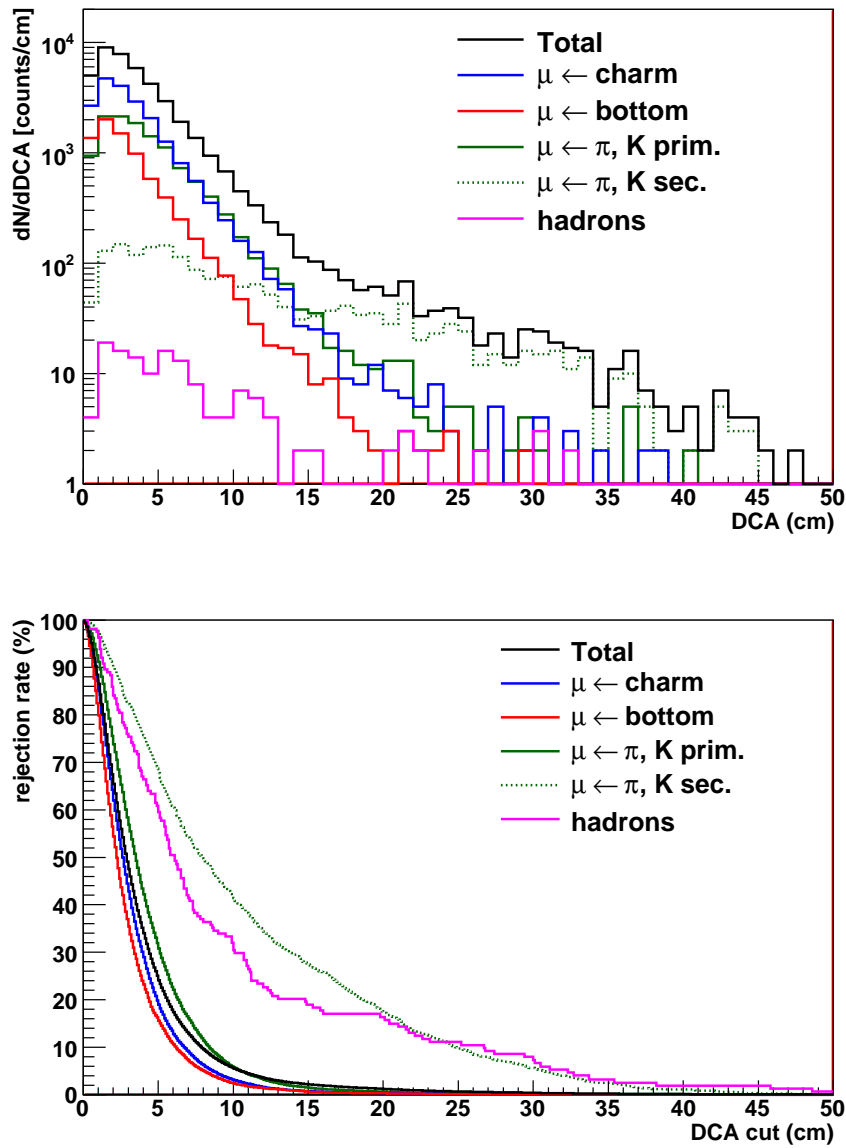 dN/dDCA [counts/cm]
10⁴
10³
10²
10
1
Total
μ ← charm
μ ← bottom
μ ← π, K prim.
μ ← π, K sec.
hadrons
0 5 10 15 20 25 30 35 40 45 50
DCA (cm)
rejection rate (%)
100
90
80
70
60
50
40
30
20
10
0
Total
μ ← charm
μ ← bottom
μ ← π, K prim.
μ ← π, K sec.
hadrons
0 5 10 15 20 25 30 35 40 45 50
DCA cut (cm)